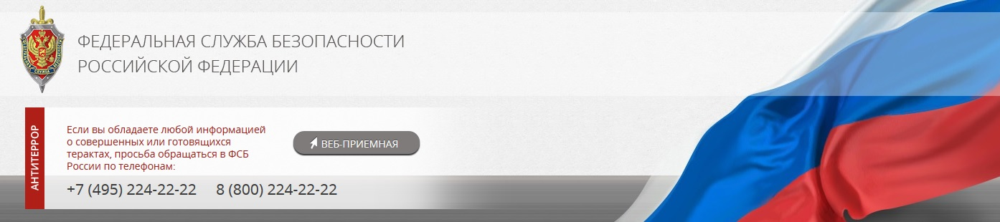 ФЕДЕРАЛЬНАЯ СЛУЖБА БЕЗОПАСНОСТИ
РОССИЙСКОЙ ФЕДЕРАЦИИ
АНТИТЕРРОР
Если вы обладаете любой информацией
о совершенных или готовящихся
терактах, просьба обращаться в ФСБ
России по телефонам:
ВЕБ-ПРИЕМНАЯ
+7 (495) 224-22-22 8 (800) 224-22-22